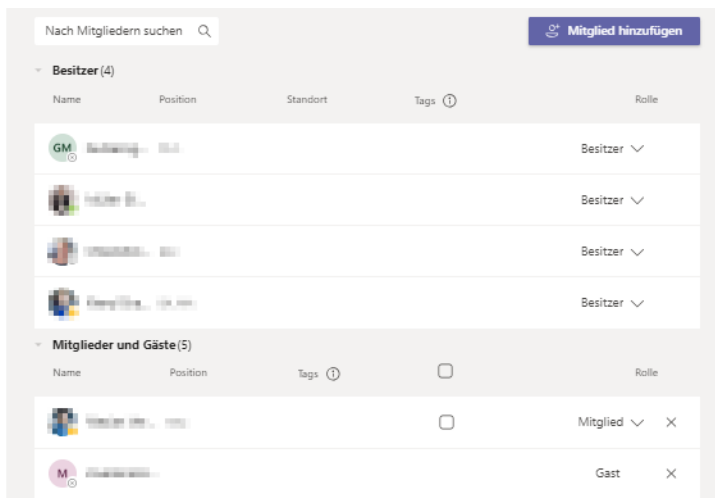 Nach Mitgliedern suchen Mitglied hinzufügen
Besitzer (4)
Name Position Standort Tags Rolle
GM Besitzer
Besitzer
Besitzer
Besitzer
Mitglieder und Gäste (5)
Name Position Tags Rolle
Mitglied
M Gast